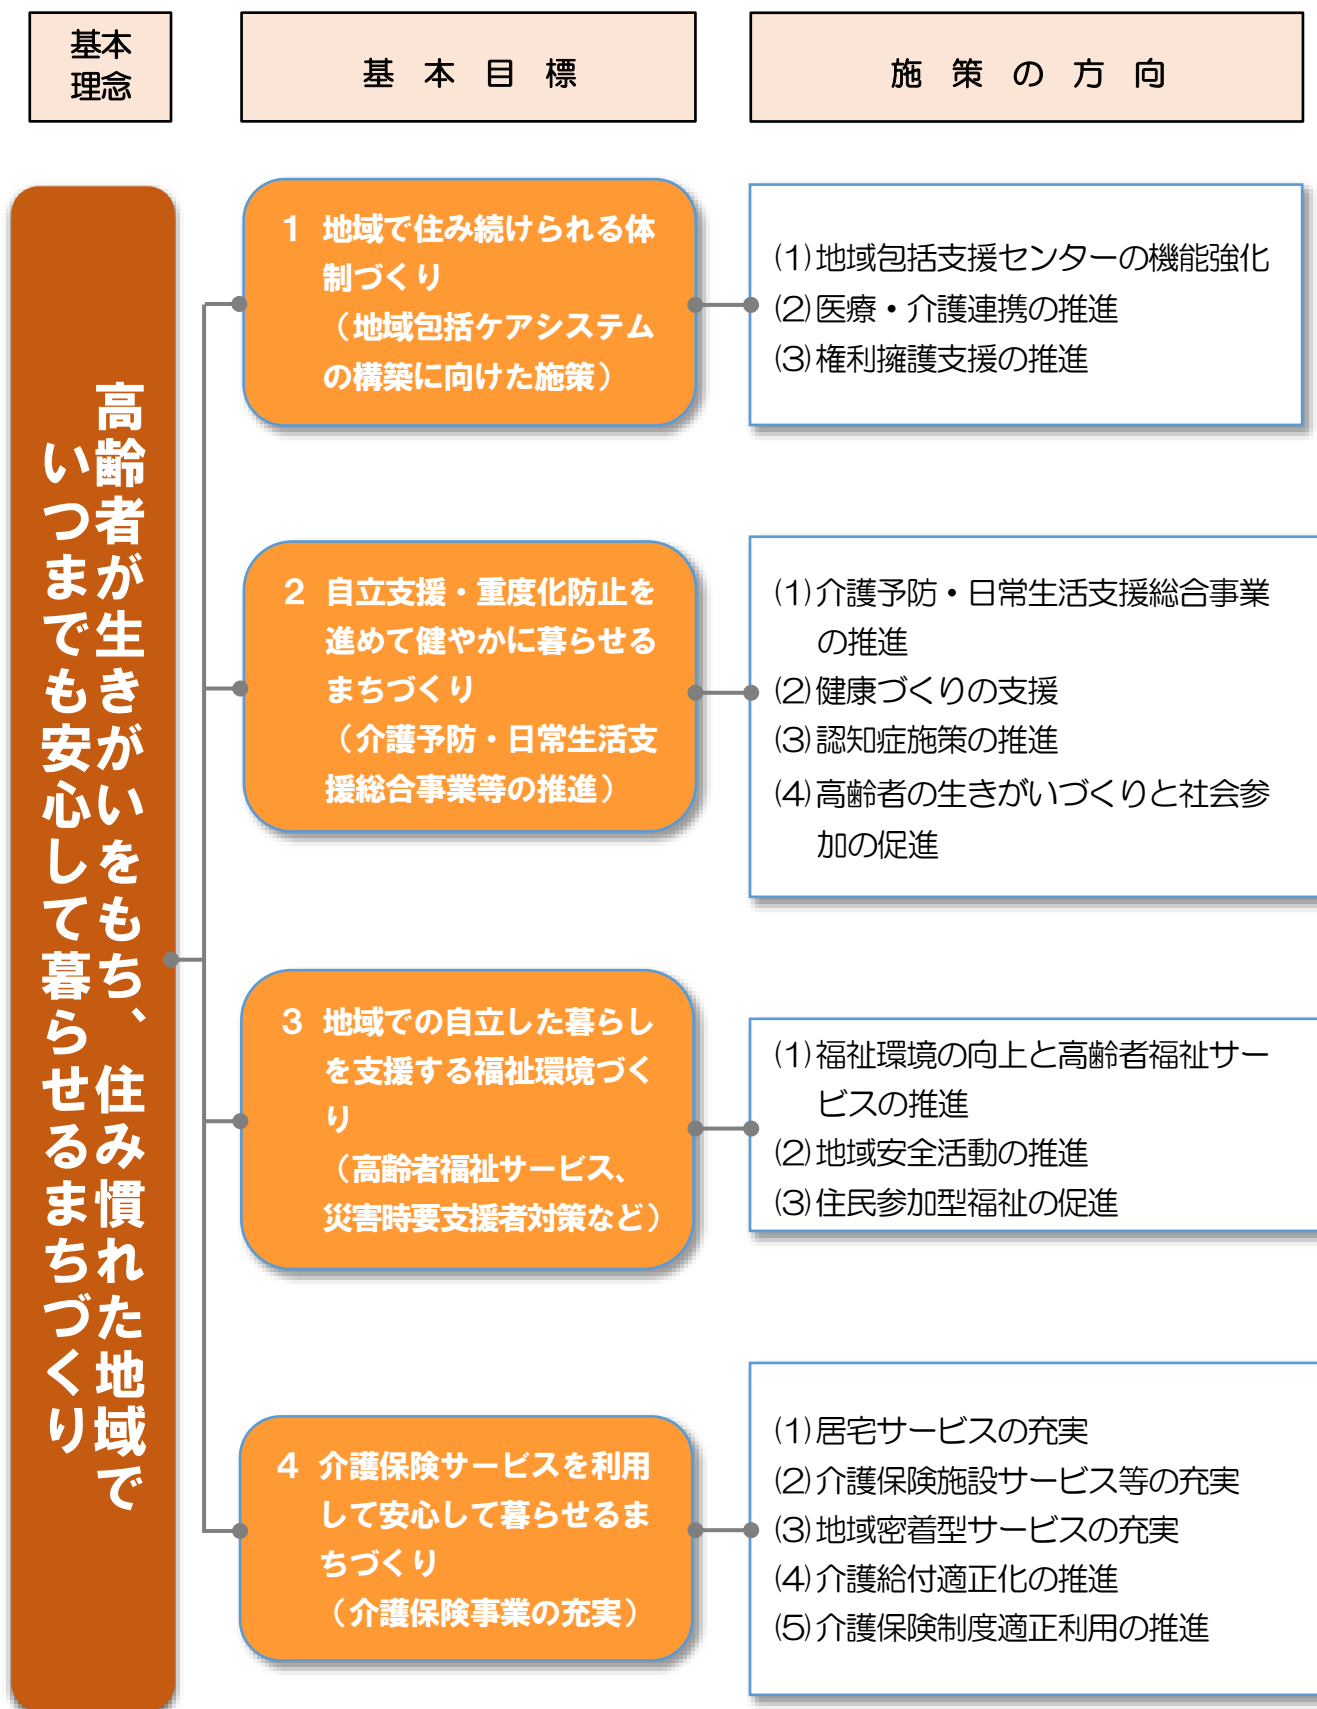 基本
理念
基 本 目 標
施 策 の 方 向
高齢者が生きがいをもち、住み慣れた地域で
いつまでも安心して暮らせるまちづくり
1 地域で住み続けられる体
制づくり
（地域包括ケアシステム
の構築に向けた施策）
(1)地域包括支援センターの機能強化
(2)医療・介護連携の推進
(3)権利擁護支援の推進
2 自立支援・重度化防止を
進めて健やかに暮らせる
まちづくり
（介護予防・日常生活支
援総合事業等の推進）
(1)介護予防・日常生活支援総合事業
の推進
(2)健康づくりの支援
(3)認知症施策の推進
(4)高齢者の生きがいづくりと社会参
加の促進
3 地域での自立した暮らし
を支援する福祉環境づく
り
（高齢者福祉サービス、
災害時要支援者対策など）
(1)福祉環境の向上と高齢者福祉サー
ビスの推進
(2)地域安全活動の推進
(3)住民参加型福祉の促進
4 介護保険サービスを利用
して安心して暮らせるま
ちづくり
（介護保険事業の充実）
(1)居宅サービスの充実
(2)介護保険施設サービス等の充実
(3)地域密着型サービスの充実
(4)介護給付適正化の推進
(5)介護保険制度適正利用の推進